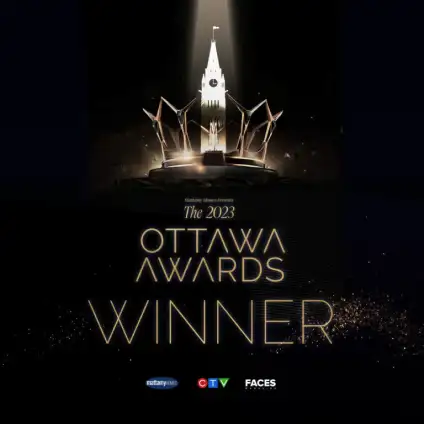 The 2023
OTTAWA
AWARDS
WINNER
CTV
FACES